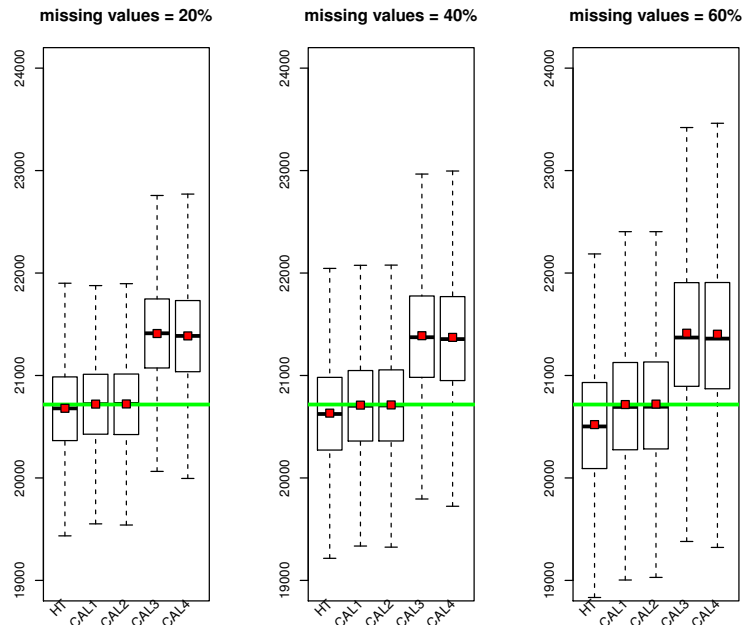 missing values = 20%
24000
23000
22000
21000
20000
19000
HT
CAL1
CAL2
CAL3
CAL4
missing values = 40%
24000
23000
22000
21000
20000
19000
HT
CAL1
CAL2
CAL3
CAL4
missing values = 60%
24000
23000
22000
21000
20000
19000
HT
CAL1
CAL2
CAL3
CAL4